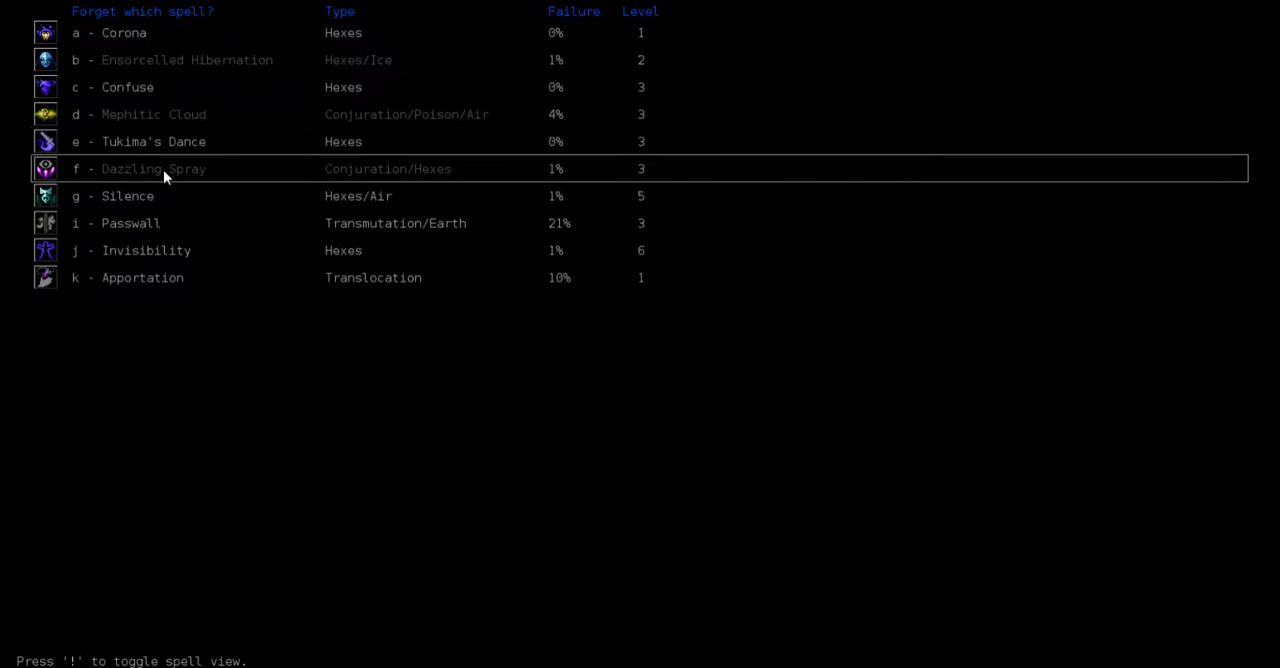 Forget which spell? Type Failure Level
a - Corona Hexes 0% 1
b - Ensorcelled Hibernation Hexes/Ice 1% 2
c - Confuse Hexes 0% 3
d - Mephitic Cloud Conjuration/Poison/Air 4% 3
e - Tukima's Dance Hexes 0% 3
f - Dazzling Spray Conjuration/Hexes 1% 3
g - Silence Hexes/Air 1% 5
i - Passwall Transmutation/Earth 21% 3
j - Invisibility Hexes 1% 6
k - Apportation Translocation 10% 1
Press '!' to toggle spell view.